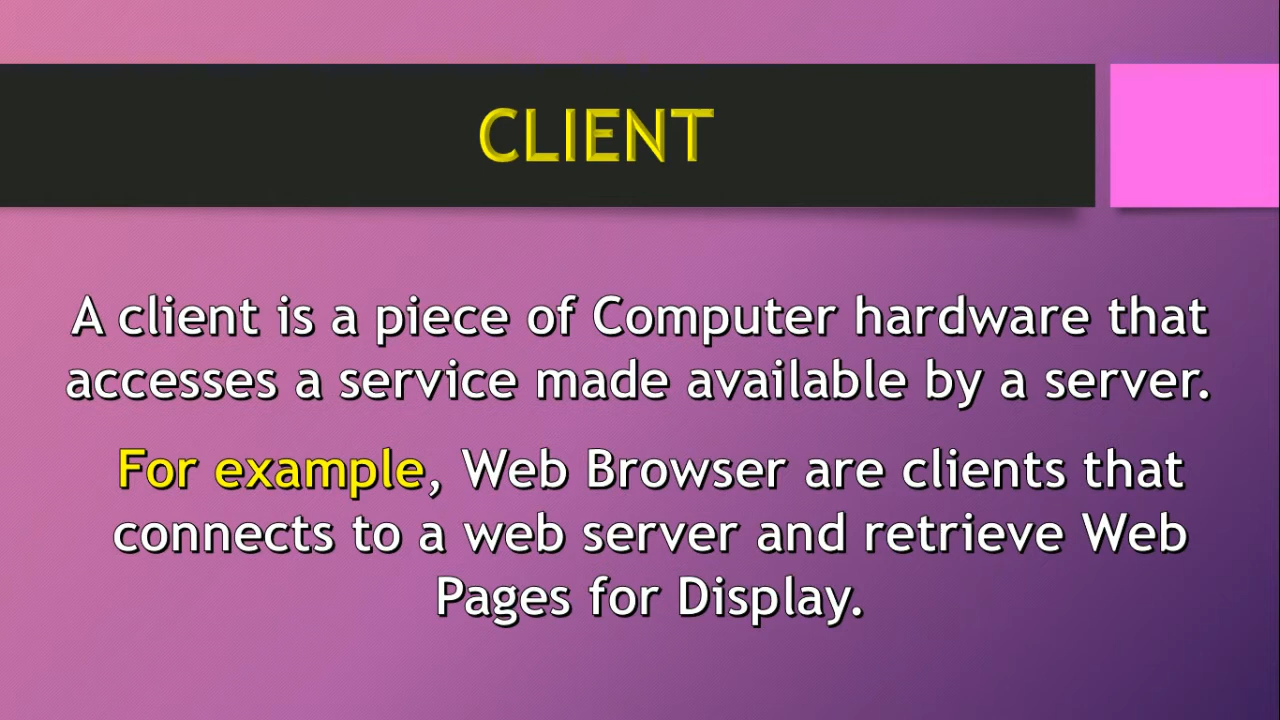 CLIENT
A client is a piece of Computer hardware that
accesses a service made available by a server.
For example, Web Browser are clients that
connects to a web server and retrieve Web
Pages for Display.